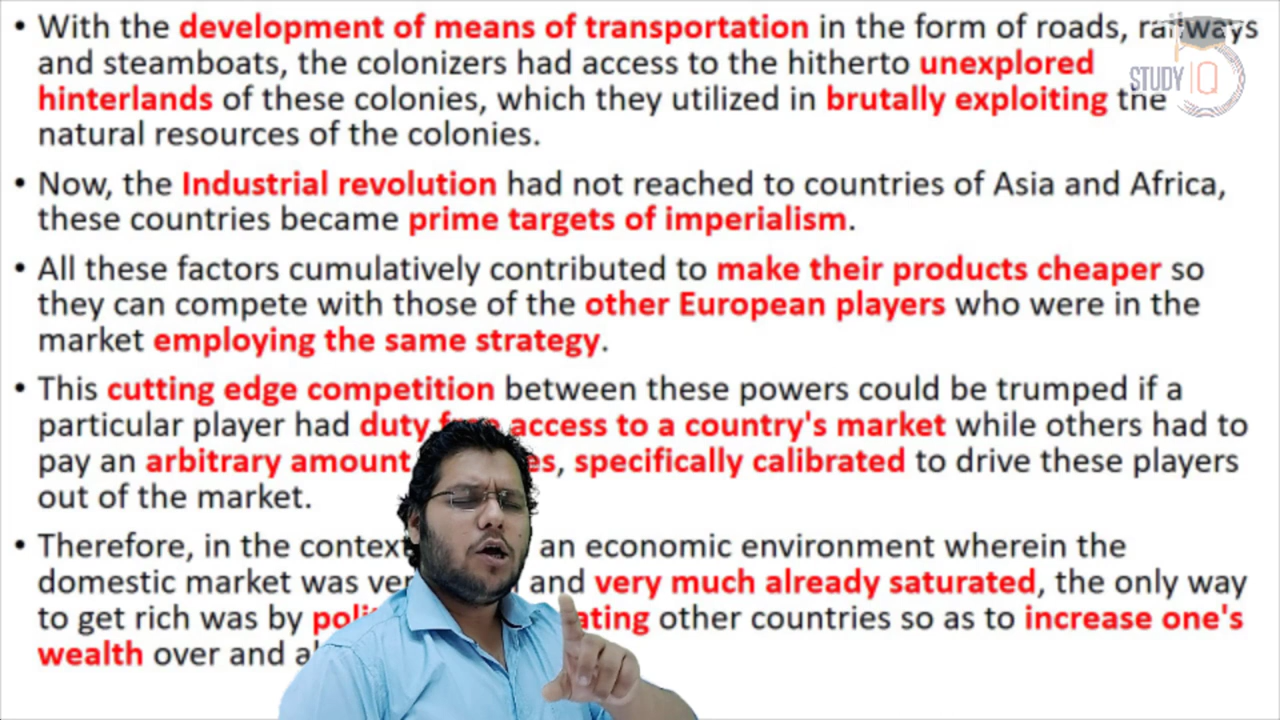 • With the development of means of transportation in the form of roads, railways
and steamboats, the colonizers had access to the hitherto unexplored
hinterlands of these colonies, which they utilized in brutally exploiting the
natural resources of the colonies.
• Now, the Industrial revolution had not reached to countries of Asia and Africa,
these countries became prime targets of imperialism.
• All these factors cumulatively contributed to make their products cheaper so
they can compete with those of the other European players who were in the
market employing the same strategy.
• This cutting edge competition between these powers could be trumped if a
particular player had duty free access to a country's market while others had to
pay an arbitrary amount, specifically calibrated to drive these players
out of the market.
• Therefore, in the context an economic environment wherein the
domestic market was and very much already saturated, the only way
to get rich was by other countries so as to increase one's
wealth over and
STUDY IQ